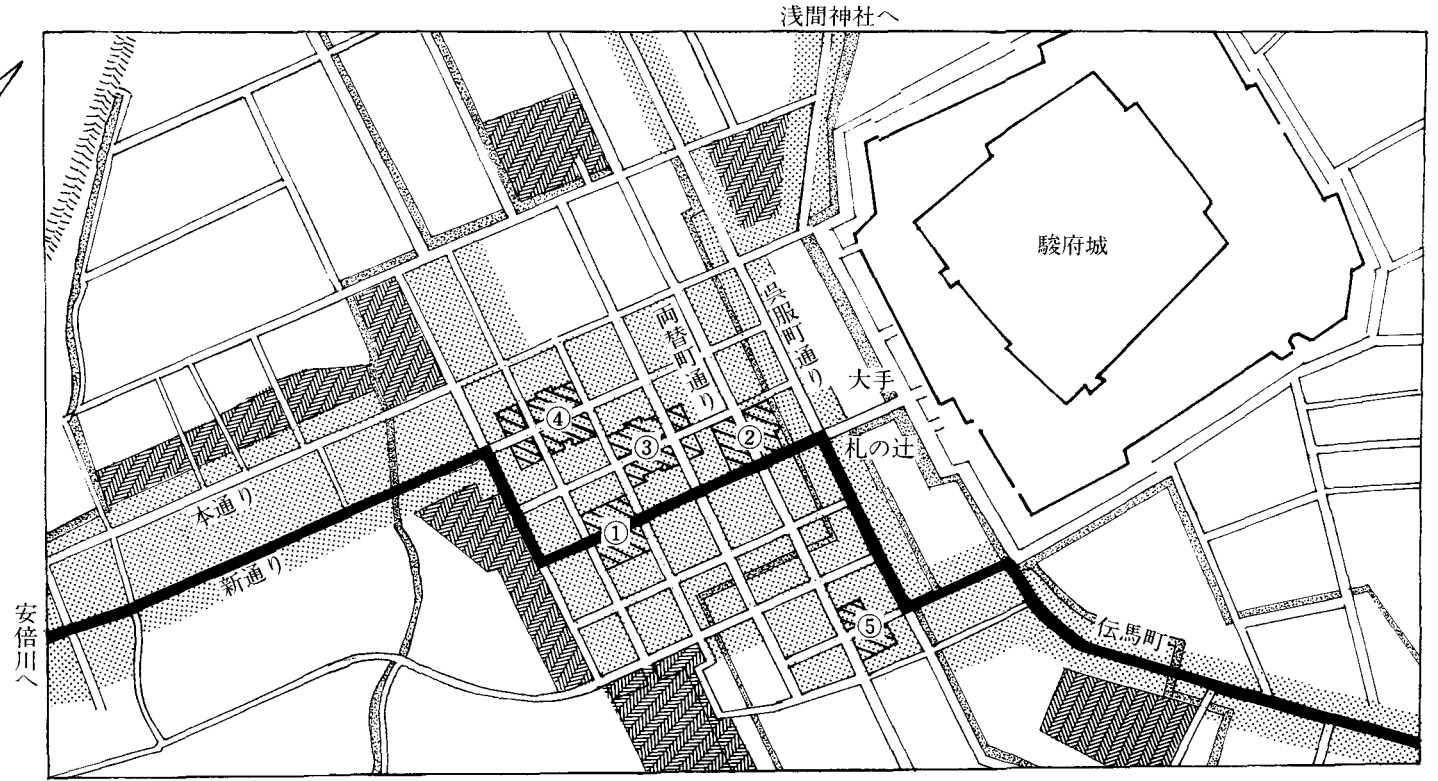 浅間神社へ
駿府城
呉服町通り
両替町通り
大手
札の辻
④
③
②
①
⑤
本通り
新通り
安倍川へ
伝馬町